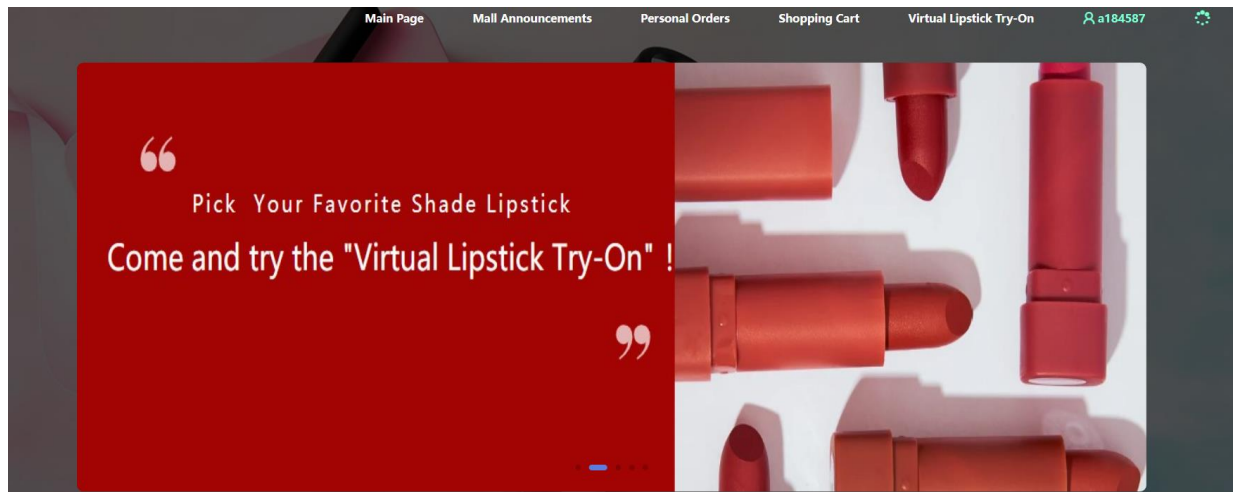 Main Page Mall Announcements Personal Orders Shopping Cart Virtual Lipstick Try-On a184587
“
Pick Your Favorite Shade Lipstick
Come and try the "Virtual Lipstick Try-On" !
”